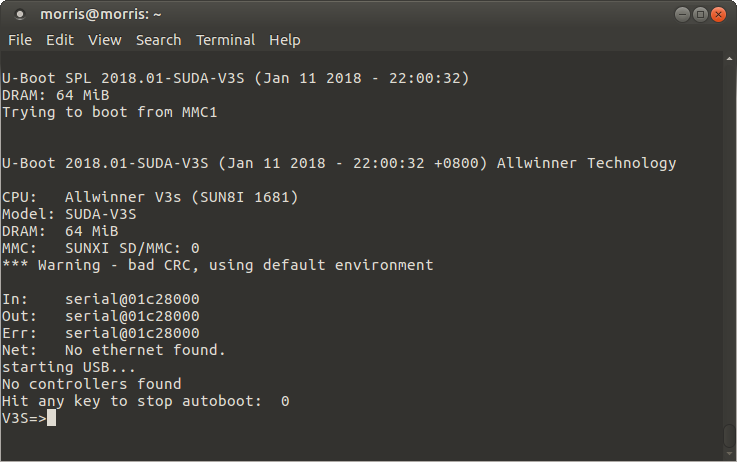 morris@morris: ~
File Edit View Search Terminal Help
U-Boot SPL 2018.01-SUDA-V3S (Jan 11 2018 - 22:00:32)
DRAM: 64 MiB
Trying to boot from MMC1
U-Boot 2018.01-SUDA-V3S (Jan 11 2018 - 22:00:32 +0800) Allwinner Technology
CPU:   Allwinner V3s (SUN8I 1681)
Model: SUDA-V3S
DRAM:  64 MiB
MMC:   SUNXI SD/MMC: 0
*** Warning - bad CRC, using default environment
In:    serial@01c28000
Out:   serial@01c28000
Err:   serial@01c28000
Net:   No ethernet found.
starting USB...
No controllers found
Hit any key to stop autoboot:  0
V3S=>